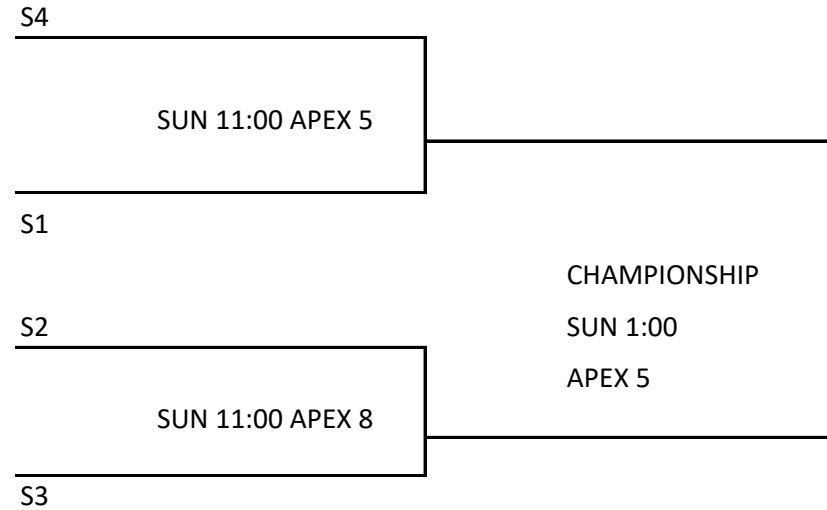 S4
SUN 11:00 APEX 5
S1
CHAMPIONSHIP
S2
SUN 1:00
APEX 5
SUN 11:00 APEX 8
S3